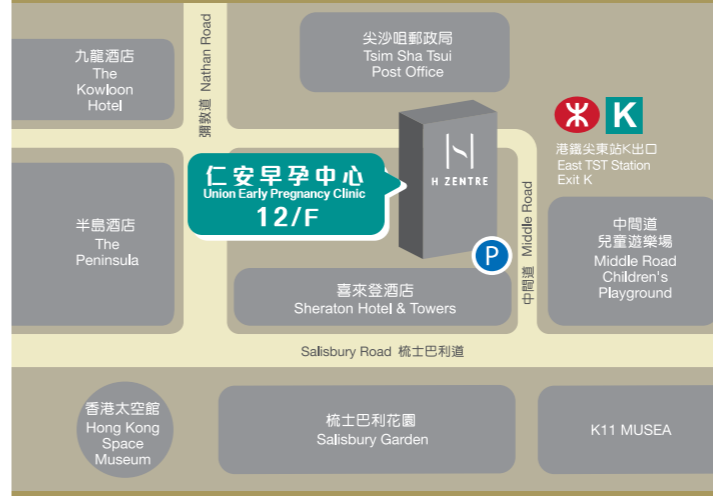 九龍酒店
The
Kowloon
Hotel
彌敦道 Nathan Road
尖沙咀郵政局
Tsim Sha Tsui
Post Office
K
港鐵尖東站K出口
East TST Station
Exit K
H ZENTRE
仁安早孕中心
Union Early Pregnancy Clinic
12/F
P
中間道 Middle Road
半島酒店
The
Peninsula
中間道
兒童遊樂場
Middle Road
Children's
Playground
喜來登酒店
Sheraton Hotel & Towers
Salisbury Road 梳士巴利道
香港太空館
Hong Kong
Space
Museum
梳士巴利花園
Salisbury Garden
K11 MUSEA